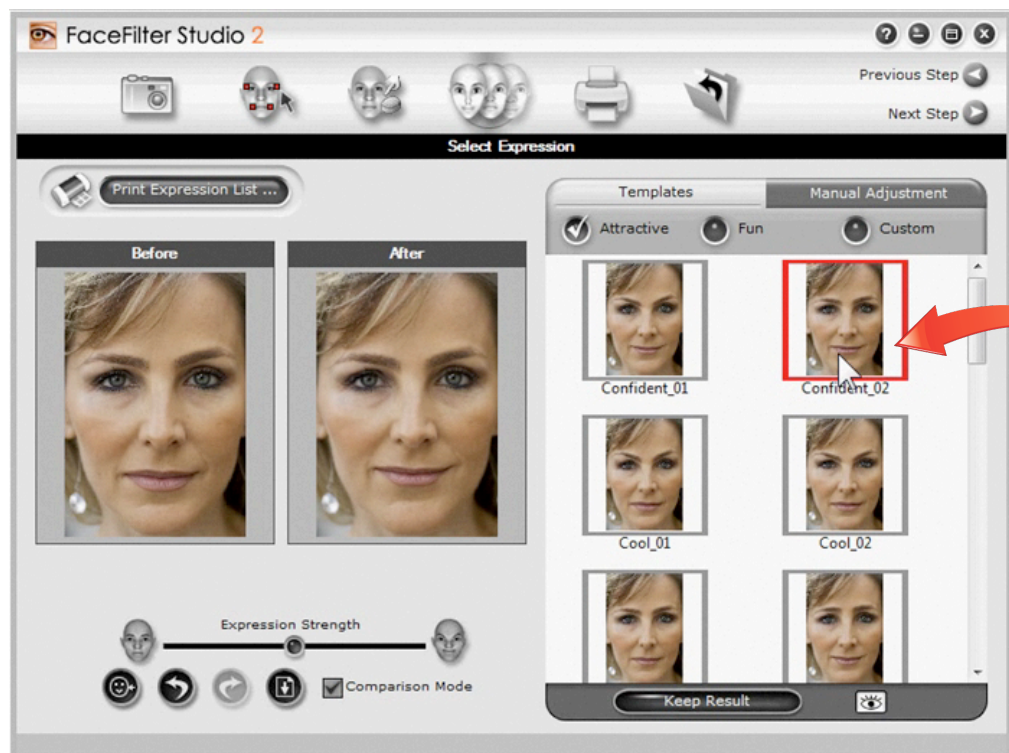 FaceFilter Studio 2
Previous Step
Next Step
Select Expression
Print Expression List ...
Templates
Manual Adjustment
Attractive
Fun
Custom
Before
After
Confident_01
Confident_02
Cool_01
Cool_02
Expression Strength
Comparison Mode
Keep Result